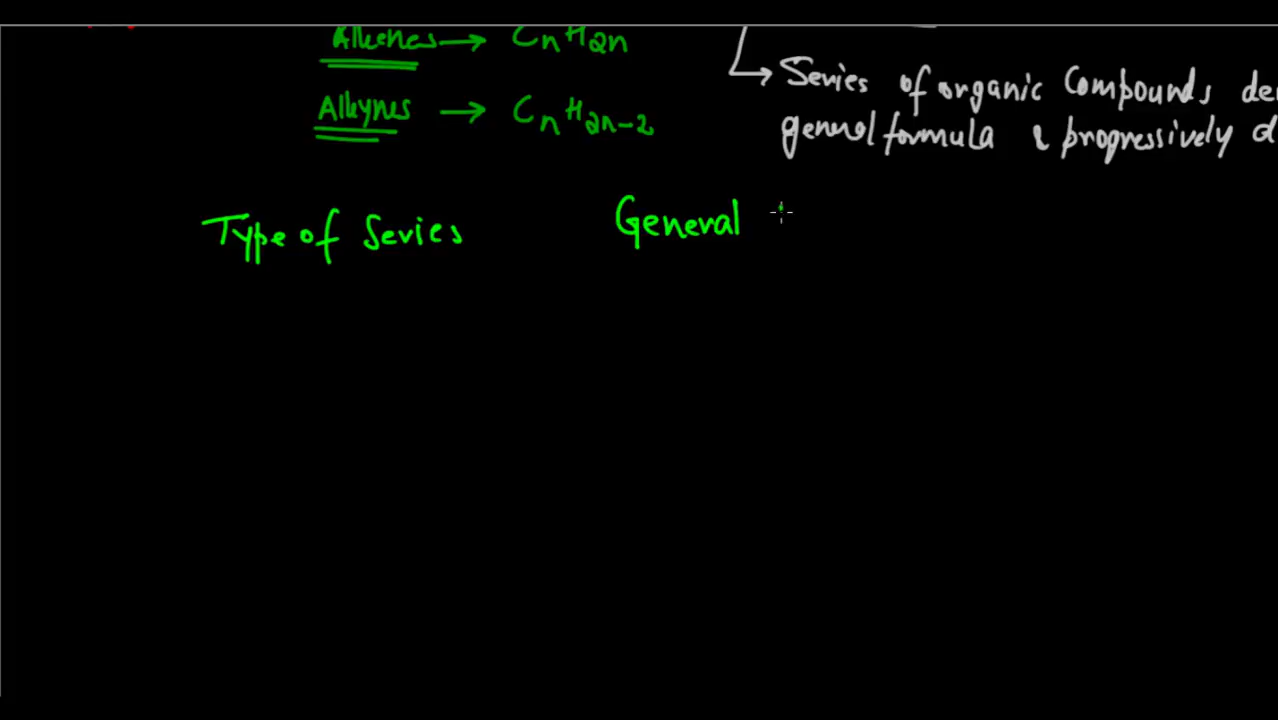 Alkenes → CnH2n
Alkynes → CnH2n-2
Series of organic Compounds
general formula & progressively
Type of Series
General